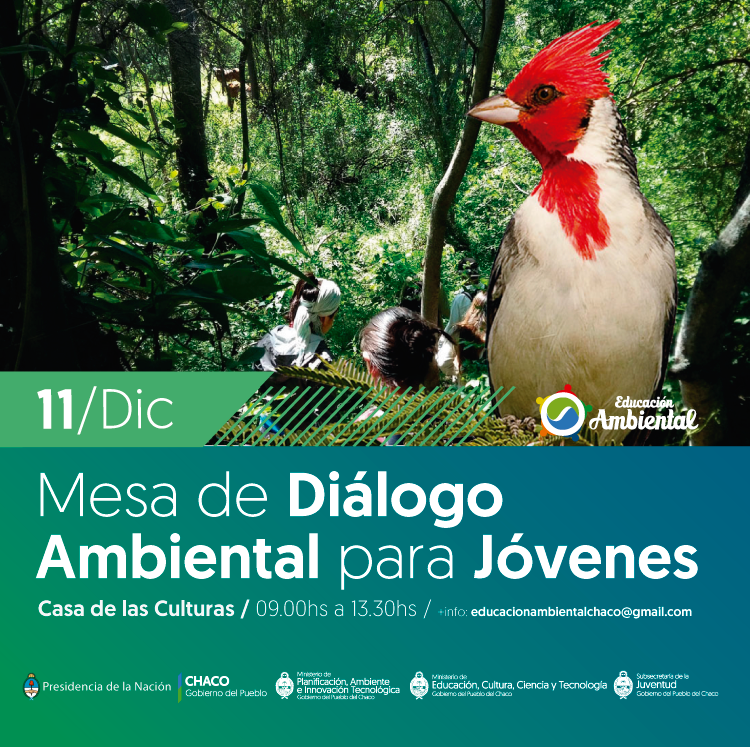 11/Dic
Educación
Ambiental
Mesa de Diálogo
Ambiental para Jóvenes
Casa de las Culturas / 09.00hs a 13.30hs / +info: educacionambientalchaco@gmail.com
Presidencia de la Nación
CHACO
Gobierno del Pueblo
Ministerio de
Planificación, Ambiente
e Innovación Tecnológica
Gobierno del Pueblo del Chaco
Ministerio de
Educación, Cultura, Ciencia y Tecnología
Gobierno del Pueblo del Chaco
Subsecretaría de la
Juventud
Gobierno del Pueblo del Chaco